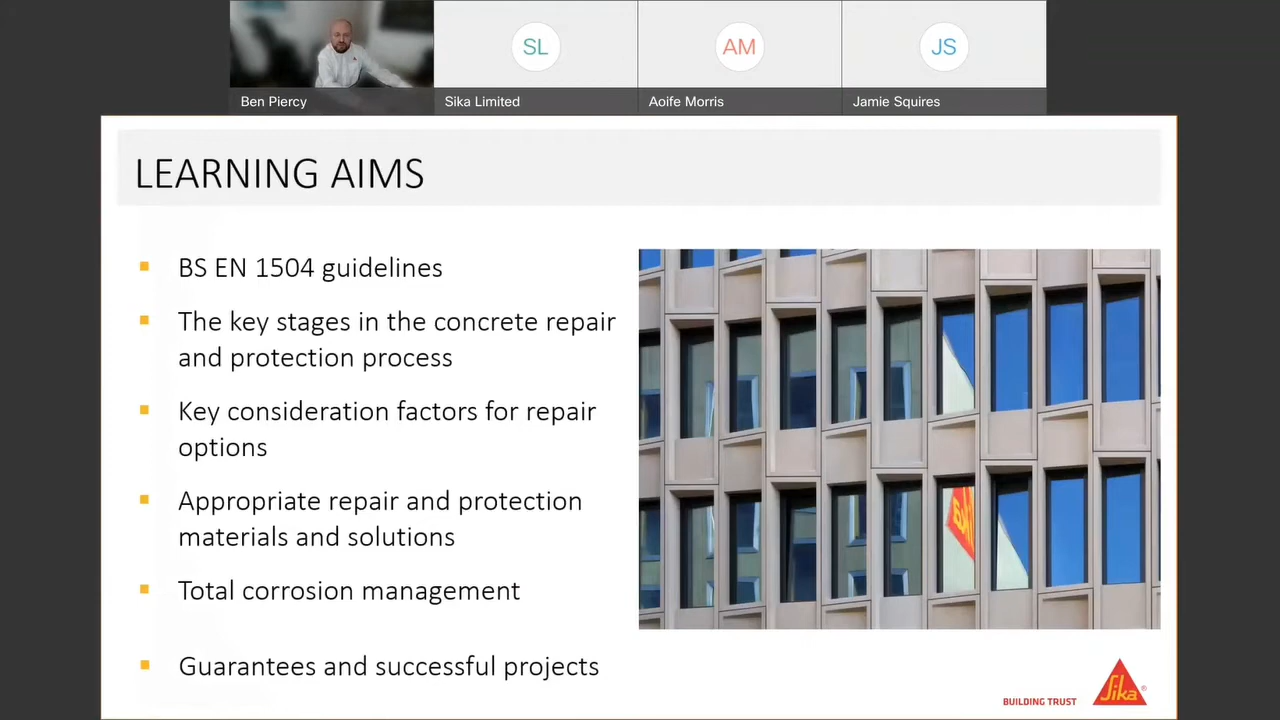 SL
AM
JS
Ben Piercy
Sika Limited
Aoife Morris
Jamie Squires
LEARNING AIMS
BS EN 1504 guidelines
The key stages in the concrete repair
and protection process
Key consideration factors for repair
options
Appropriate repair and protection
materials and solutions
Total corrosion management
Guarantees and successful projects
BUILDING TRUST
Sika®